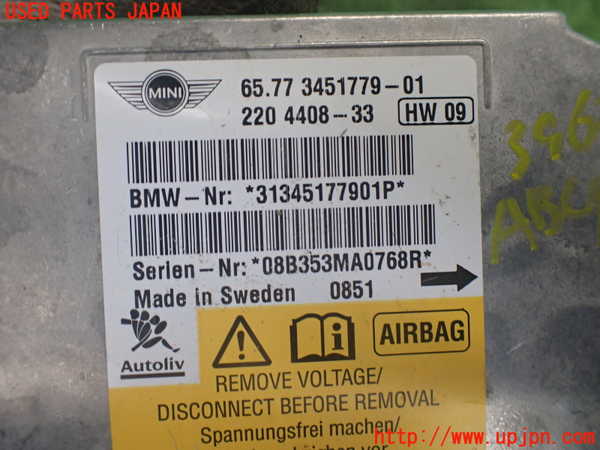 USED PARTS JAPAN
MINI
65.77 3451779-01
220 4408-33 HW 09
BMW-Nr: *31345177901P*
Serlen-Nr: *08B353MA0768R*
Made in Sweden 0851
Autoliv
AIRBAG
REMOVE VOLTAGE/
DISCONNECT BEFORE REMOVAL
Spannungsfrei machen/
http://www.upjpn.com/